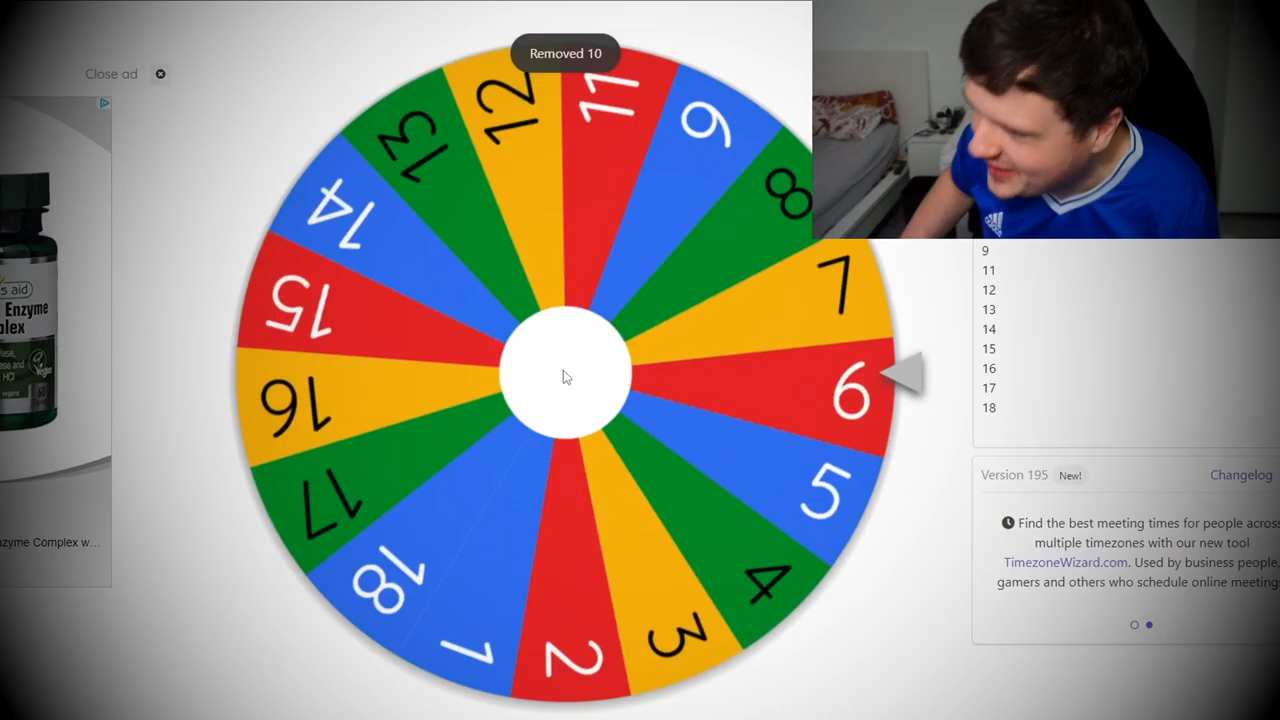 Removed 10
Close ad
12
11
9
8
7
6
5
4
3
2
1
18
17
16
15
14
13
s aid
Enzyme
plex
HCl
zyme Complex w...
9
11
12
13
14
15
16
17
18
Version 195 New! Changelog
Find the best meeting times for people across
multiple timezones with our new tool
TimezoneWizard.com. Used by business people,
gamers and others who schedule online meeting